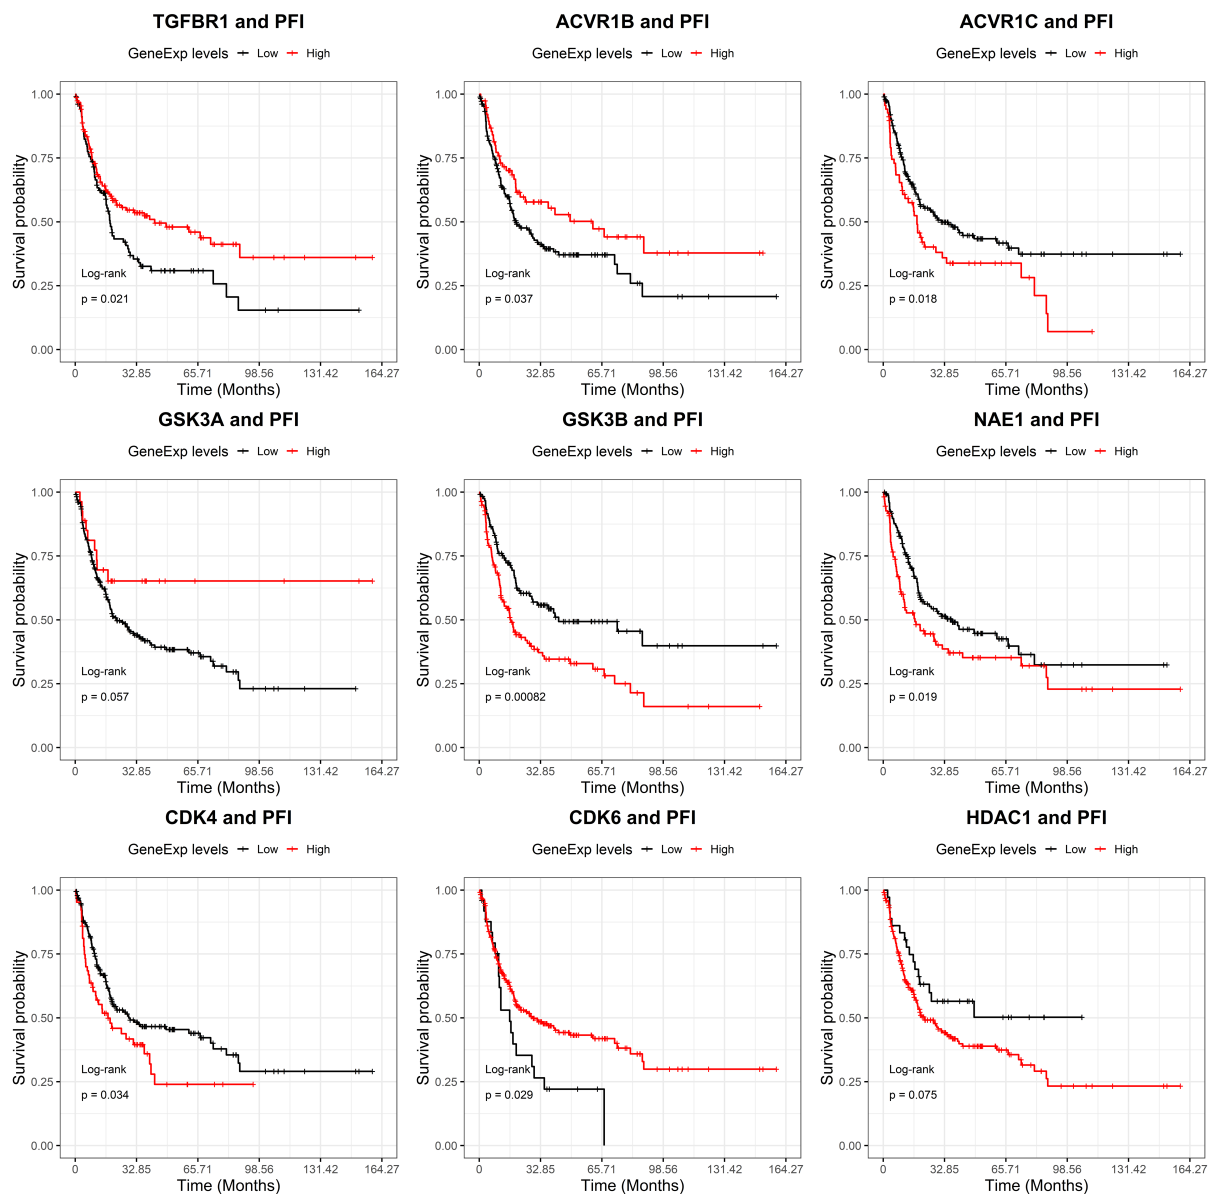 TGFBR1 and PFI
GeneExp levels Low High
Survival probability
1.00
0.75
0.50
0.25
0.00
Log-rank
p = 0.021
0 32.85 65.71 98.56 131.42 164.27
Time (Months)
ACVR1B and PFI
GeneExp levels Low High
Survival probability
1.00
0.75
0.50
0.25
0.00
Log-rank
p = 0.037
0 32.85 65.71 98.56 131.42 164.27
Time (Months)
ACVR1C and PFI
GeneExp levels Low High
Survival probability
1.00
0.75
0.50
0.25
0.00
Log-rank
p = 0.018
0 32.85 65.71 98.56 131.42 164.27
Time (Months)
GSK3A and PFI
GeneExp levels Low High
Survival probability
1.00
0.75
0.50
0.25
0.00
Log-rank
p = 0.057
0 32.85 65.71 98.56 131.42 164.27
Time (Months)
GSK3B and PFI
GeneExp levels Low High
Survival probability
1.00
0.75
0.50
0.25
0.00
Log-rank
p = 0.00082
0 32.85 65.71 98.56 131.42 164.27
Time (Months)
NAE1 and PFI
GeneExp levels Low High
Survival probability
1.00
0.75
0.50
0.25
0.00
Log-rank
p = 0.019
0 32.85 65.71 98.56 131.42 164.27
Time (Months)
CDK4 and PFI
GeneExp levels Low High
Survival probability
1.00
0.75
0.50
0.25
0.00
Log-rank
p = 0.034
0 32.85 65.71 98.56 131.42 164.27
Time (Months)
CDK6 and PFI
GeneExp levels Low High
Survival probability
1.00
0.75
0.50
0.25
0.00
Log-rank
p = 0.029
0 32.85 65.71 98.56 131.42 164.27
Time (Months)
HDAC1 and PFI
GeneExp levels Low High
Survival probability
1.00
0.75
0.50
0.25
0.00
Log-rank
p = 0.075
0 32.85 65.71 98.56 131.42 164.27
Time (Months)